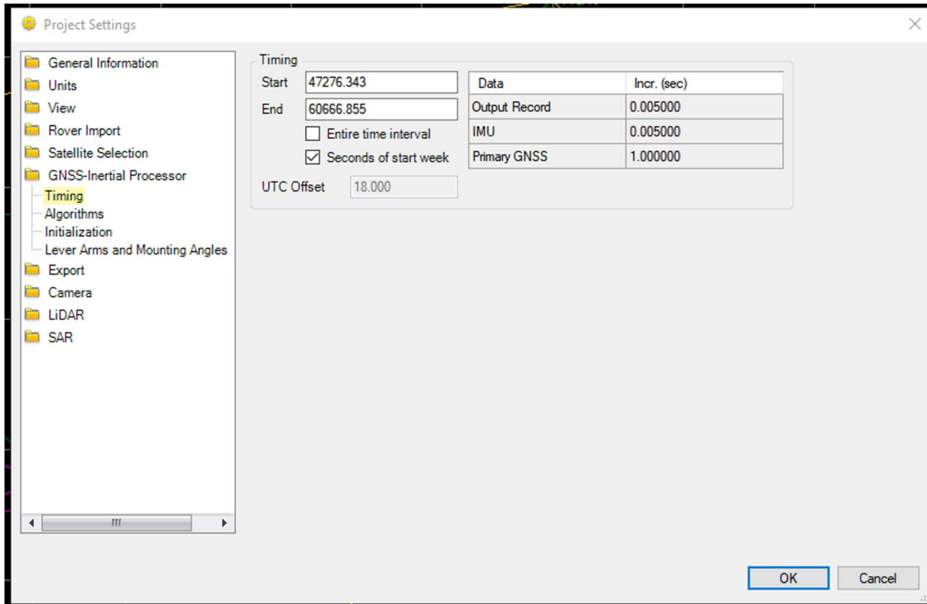 Project Settings
General Information
Units
View
Rover Import
Satellite Selection
GNSS-Inertial Processor
Timing
Algorithms
Initialization
Lever Arms and Mounting Angles
Export
Camera
LiDAR
SAR
Timing
Start 47276.343
End 60666.855
Entire time interval
Seconds of start week
UTC Offset 18.000
Data Incr. (sec)
Output Record 0.005000
IMU 0.005000
Primary GNSS 1.000000
OK Cancel